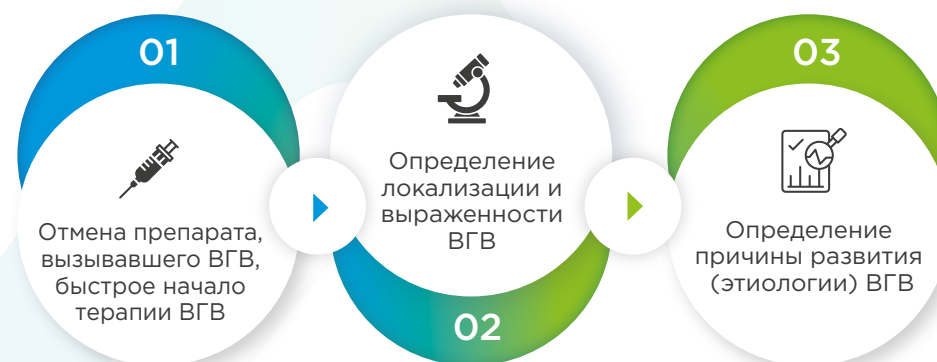 01
Отмена препарата,
вызывавшего ВГВ,
быстрое начало
терапии ВГВ
Определение
локализации и
выраженности
ВГВ
02
03
Определение
причины развития
(этиологии) ВГВ